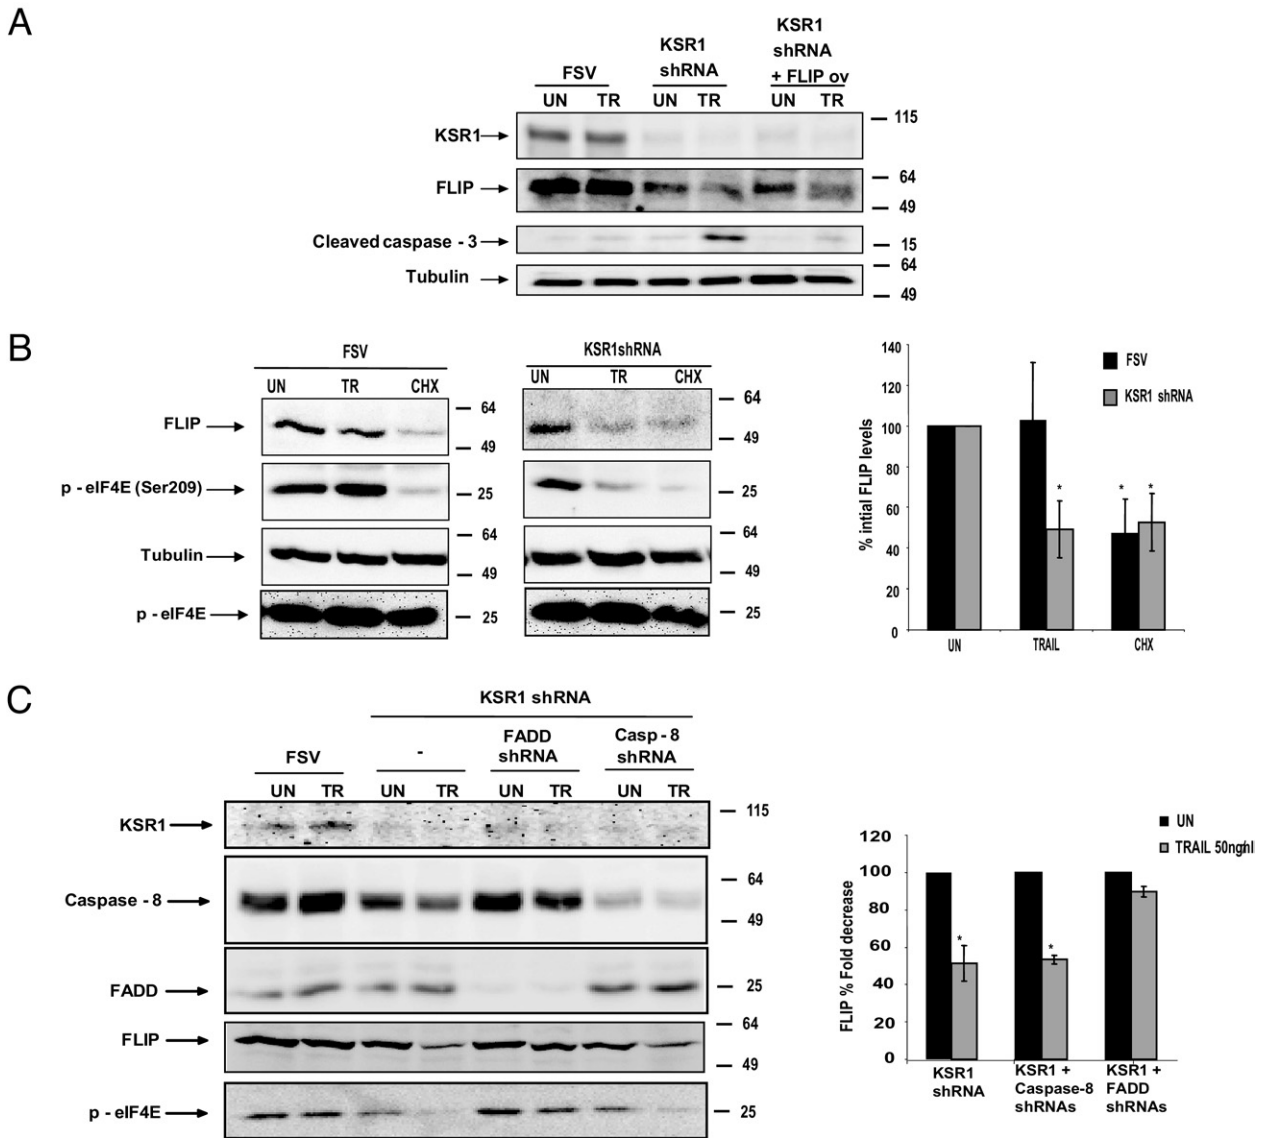 A
FSV
KSR1
shRNA
KSR1
shRNA
+ FLIP ov
UN TR UN TR UN TR
KSR1
115
FLIP
64
49
Cleaved caspase - 3
15
Tubulin
64
49
B
FSV
UN TR CHX
FLIP
64
49
p - eIF4E (Ser209)
25
Tubulin
64
49
p - eIF4E
25
KSR1shRNA
UN TR CHX
64
49
25
64
49
25
% intial FLIP levels
140
120
100
80
60
40
20
0
FSV
KSR1 shRNA
*
* *
UN TRAIL CHX
C
KSR1 shRNA
FSV
-
FADD
shRNA
Casp - 8
shRNA
UN TR UN TR UN TR UN TR
KSR1
115
Caspase - 8
64
49
FADD
25
FLIP
64
49
p - eIF4E
25
FLIP % Fold decrease
120
100
80
60
40
20
0
UN
TRAIL 50ng/ml
*
*
KSR1
shRNA
KSR1 +
Caspase-8
shRNAs
KSR1 +
FADD
shRNAs